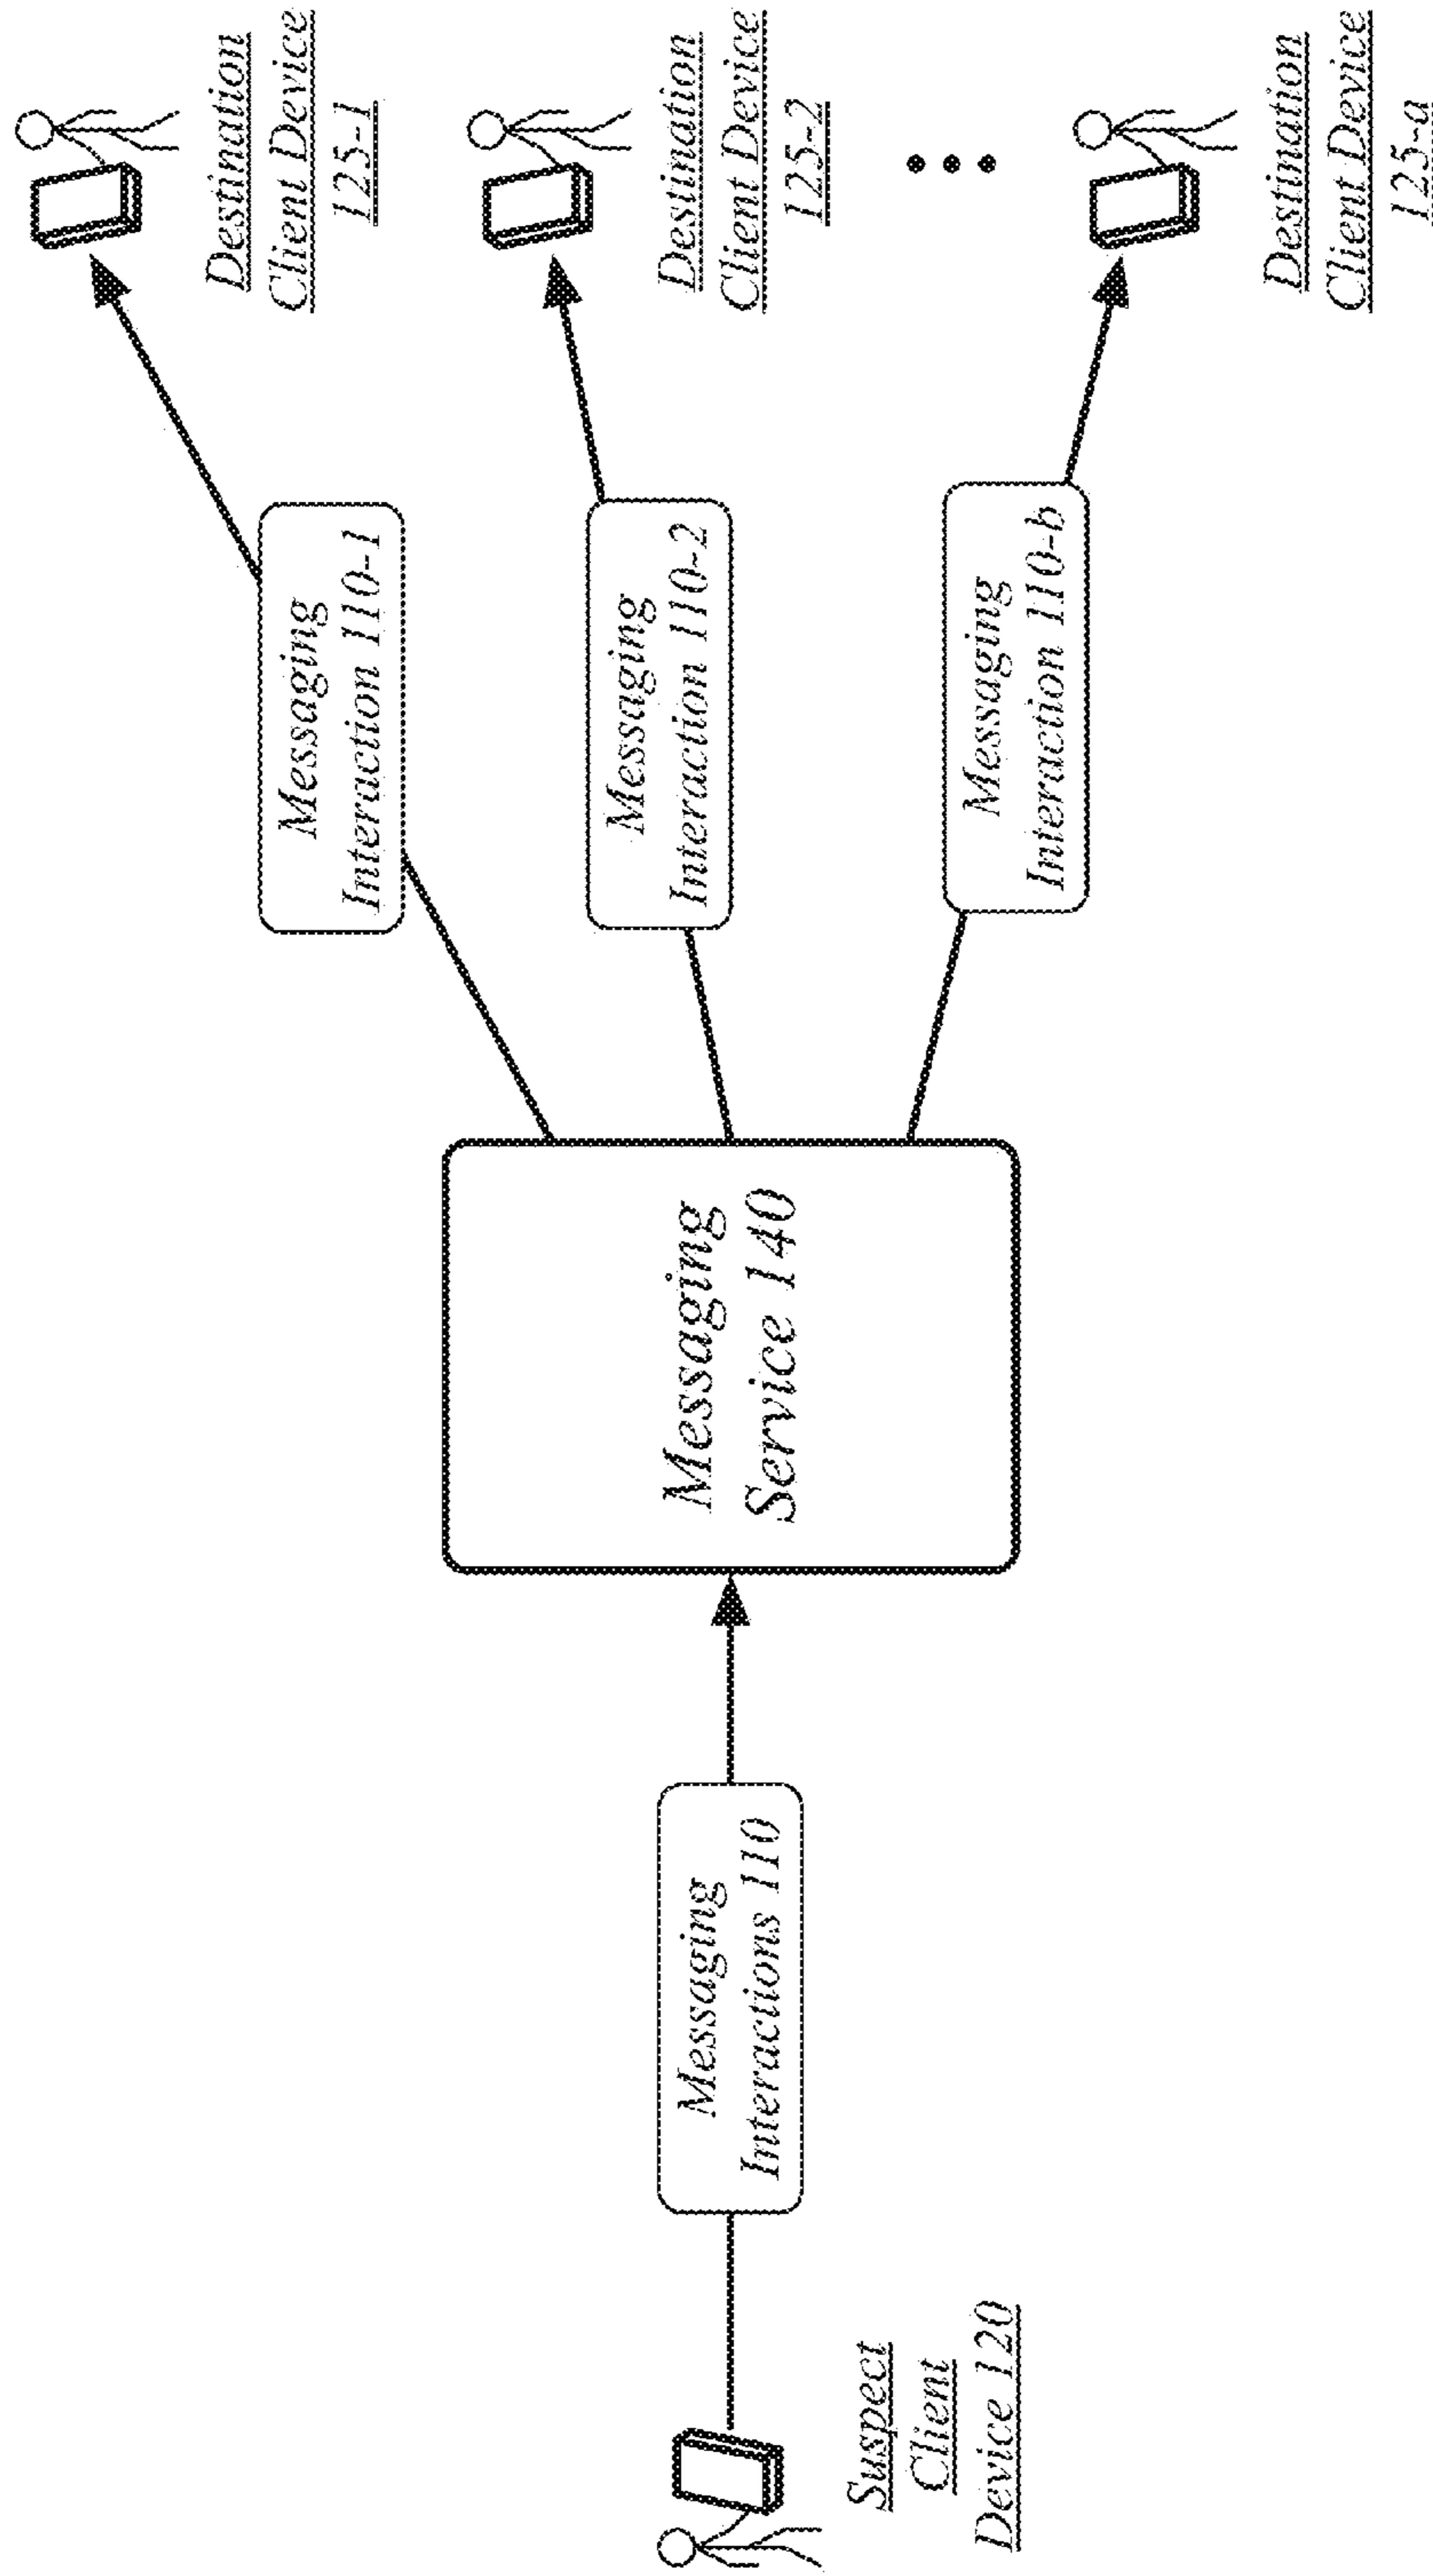 Suspect
Client
Device 120
Messaging
Interactions 110
Messaging
Service 140
Messaging
Interaction 110-1
Messaging
Interaction 110-2
Messaging
Interaction 110-b
Destination
Client Device
125-1
Destination
Client Device
125-2
Destination
Client Device
125-a